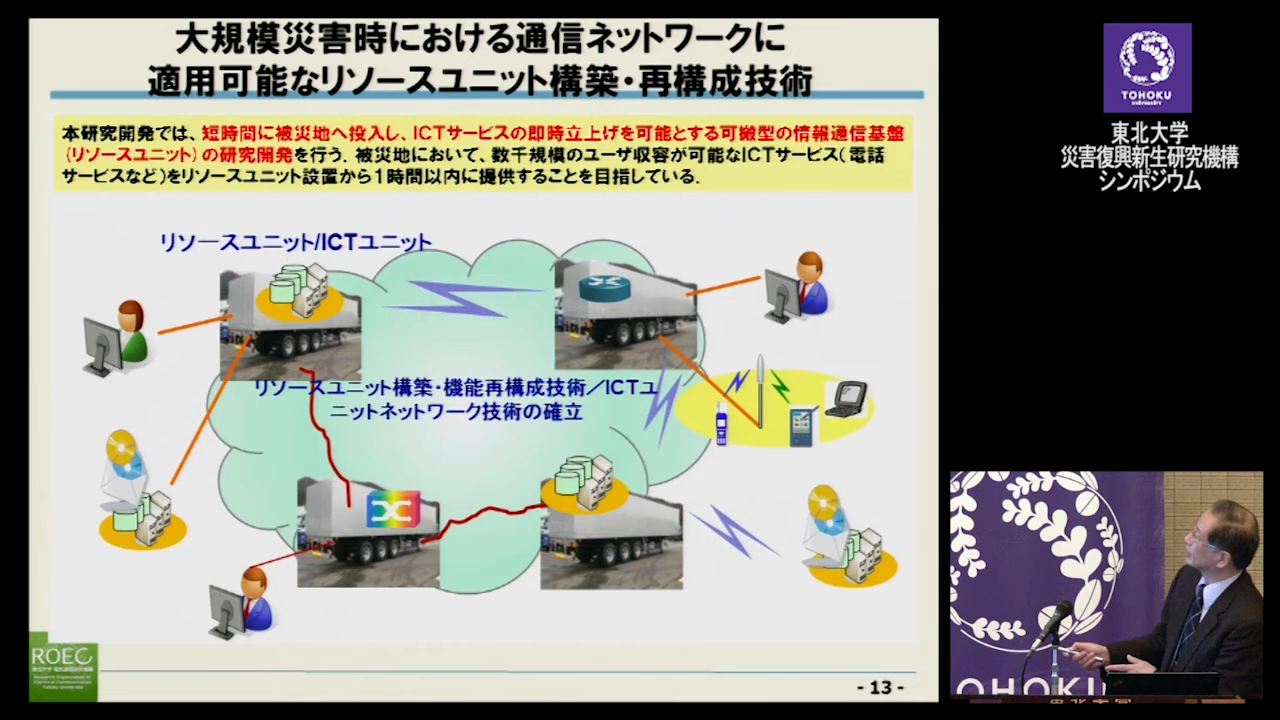 大規模災害時における通信ネットワークに
適用可能なリソースユニット構築・再構成技術
本研究開発では、短時間に被災地へ投入し、ICTサービスの即時立上げを可能とする可搬型の情報通信基盤
(リソースユニット)の研究開発を行う. 被災地において、数千規模のユーザ収容が可能なICTサービス(電話
サービスなど)をリソースユニット設置から1時間以内に提供することを目指している.
リソースユニット/ICTユニット
リソースユニット構築・機能再構成技術/ICTユ
ニットネットワーク技術の確立
ROEC
Research Organization of
Electrical Communication
Tohoku University
- 13 -
TOHOKU
UNIVERSITY
東北大学
災害復興新生研究機構
シンポジウム
OHOKU